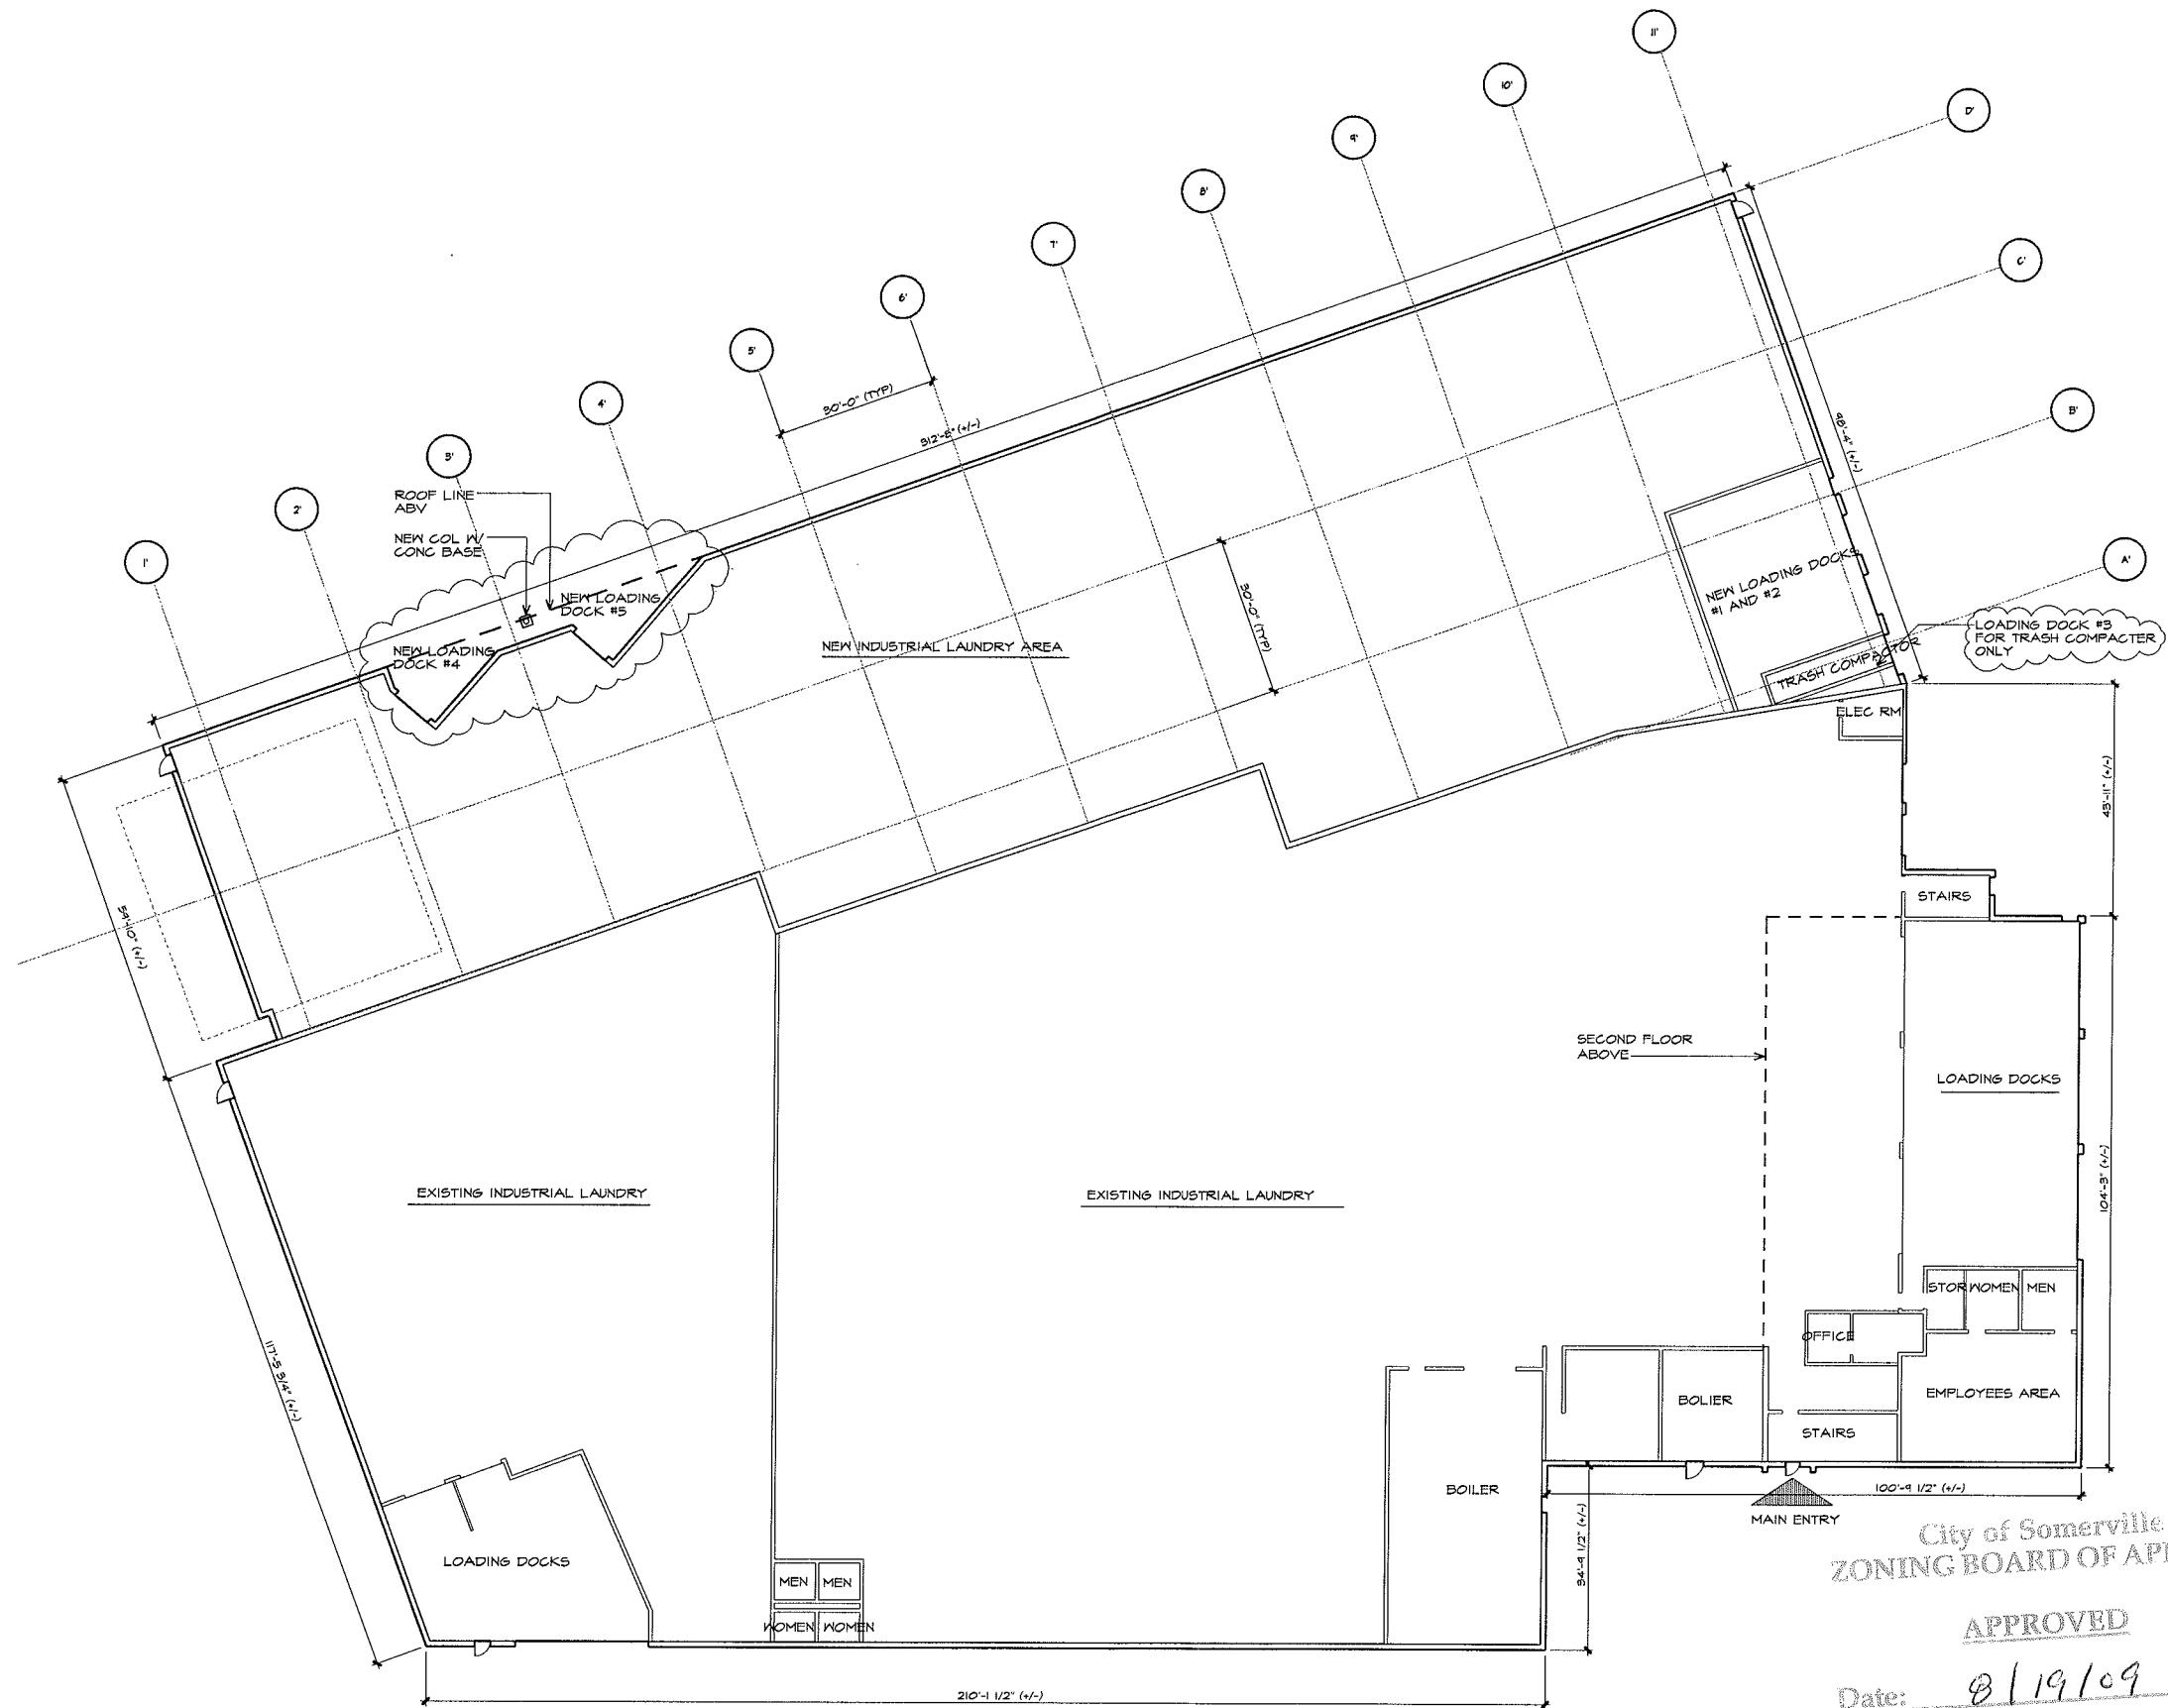 11'
10'
D'
9'
8'
C'
7'
6'
5'
30'-0" (TYP)
B'
4'
312'-8" (+/-)
98'-4" (+/-)
3'
ROOF LINE
ABV
2'
NEW COL W/
CONC BASE
1'
A'
NEW LOADING
DOCK #5
NEW LOADING
DOCK #4
30'-0" (TYP)
NEW INDUSTRIAL LAUNDRY AREA
NEW LOADING DOCKS
#1 AND #2
LOADING DOCK #3
FOR TRASH COMPACTER
ONLY
TRASH COMPACTOR
ELEC RM
43'-11" (+/-)
STAIRS
59'-10" (+/-)
SECOND FLOOR
ABOVE
LOADING DOCKS
104'-3" (+/-)
EXISTING INDUSTRIAL LAUNDRY
EXISTING INDUSTRIAL LAUNDRY
STOR
WOMEN
MEN
OFFICE
117'-5 3/4" (+/-)
EMPLOYEES AREA
BOLIER
STAIRS
BOILER
100'-9 1/2" (+/-)
MAIN ENTRY
34'-9 1/2" (+/-)
LOADING DOCKS
MEN
MEN
WOMEN
WOMEN
210'-1 1/2" (+/-)
City of Somerville
ZONING BOARD OF AP
APPROVED
Date: 8/19/09